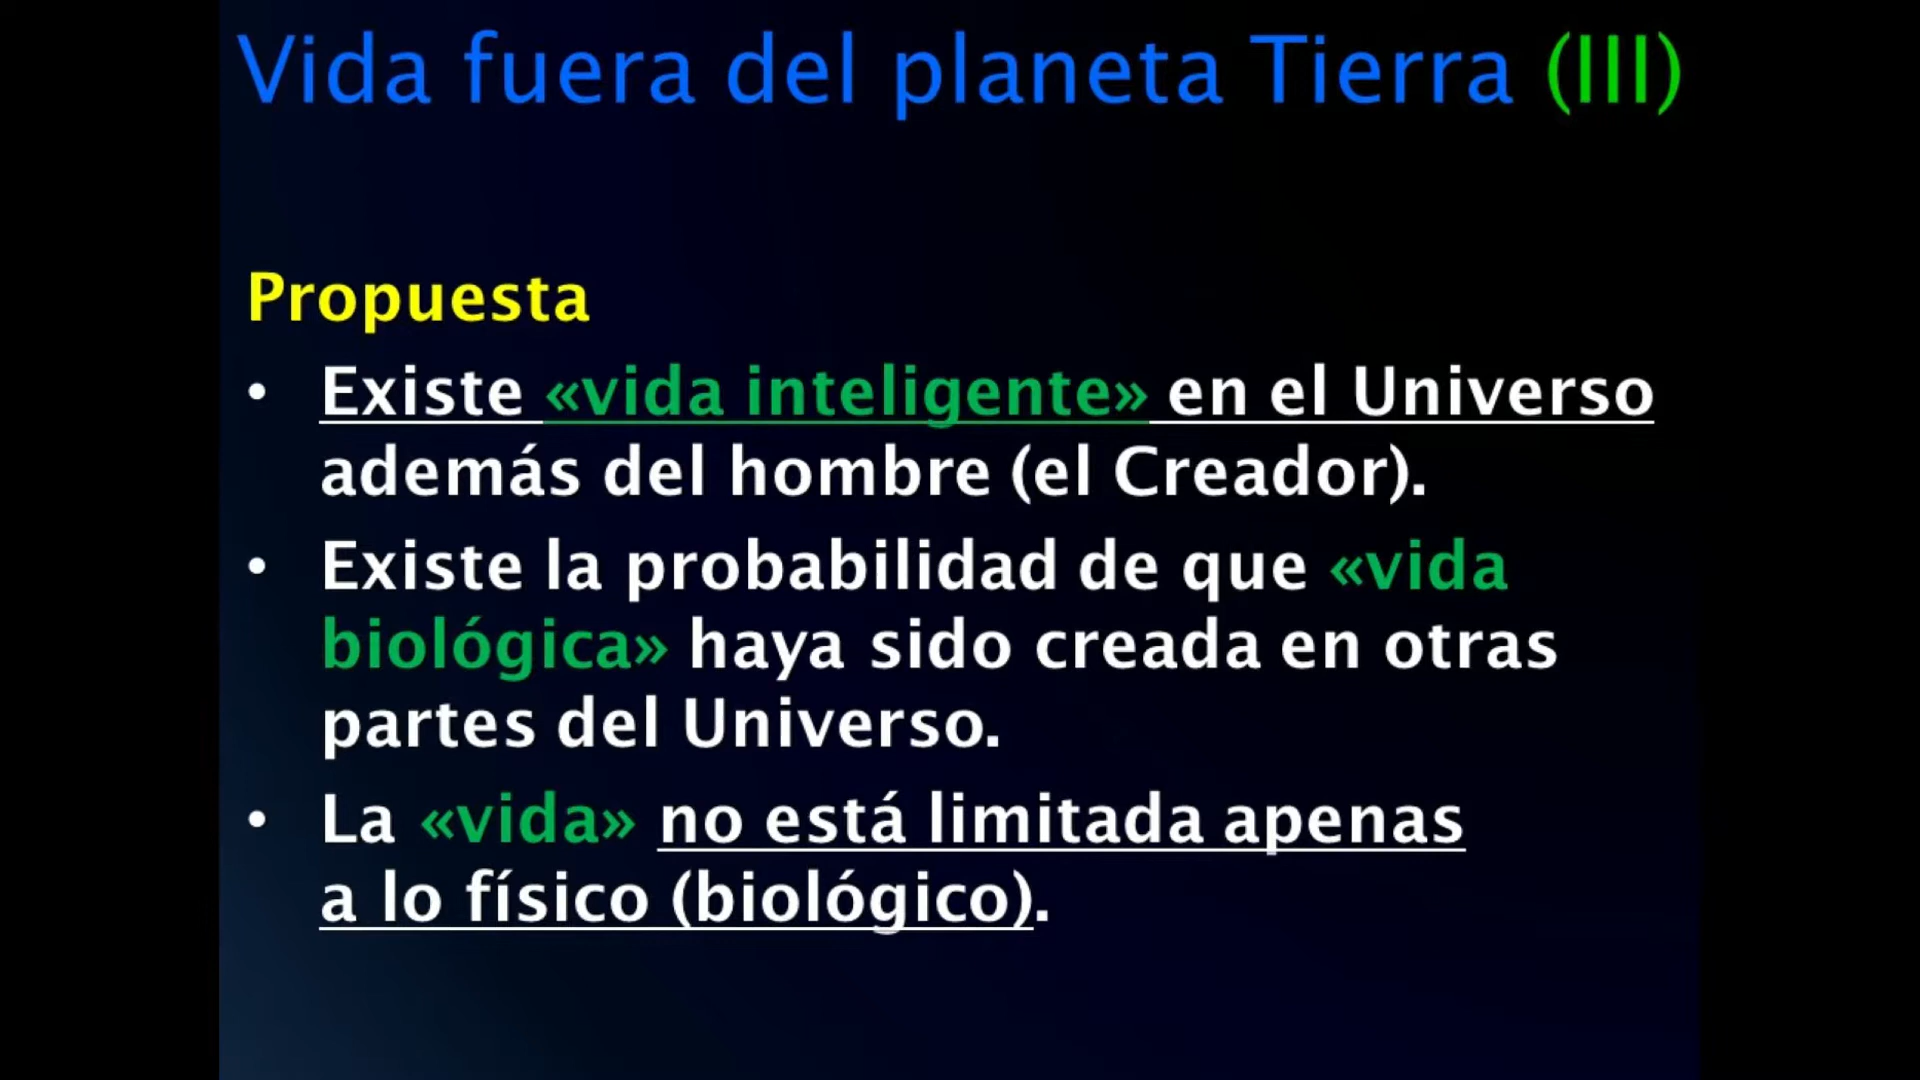 Vida fuera del planeta Tierra (III)
Propuesta
• Existe «vida inteligente» en el Universo
además del hombre (el Creador).
• Existe la probabilidad de que «vida
biológica» haya sido creada en otras
partes del Universo.
• La «vida» no está limitada apenas
a lo físico (biológico).